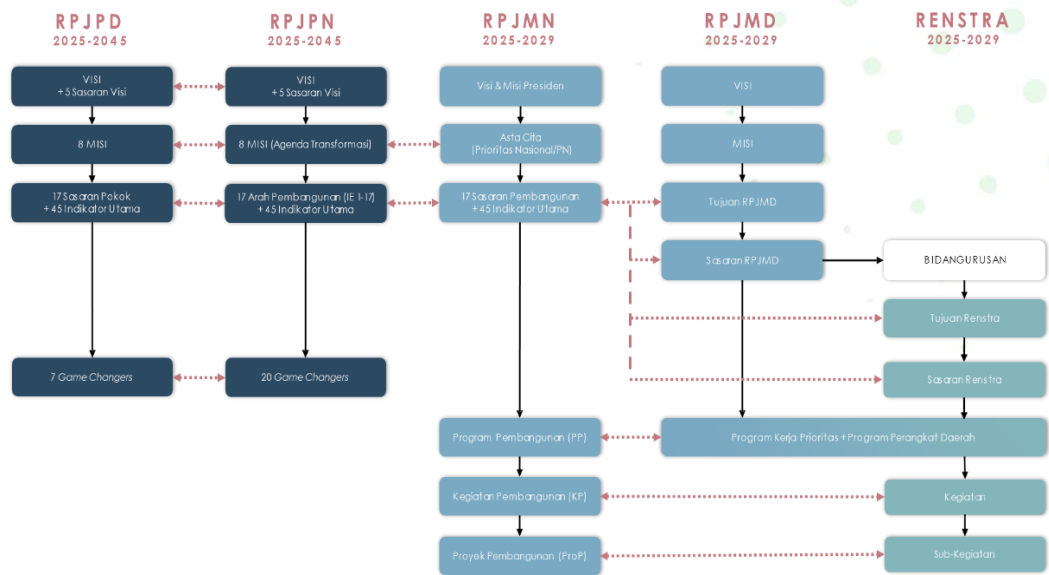 RPJPD
2025-2045
RPJPN
2025-2045
RPJMN
2025-2029
RPJMD
2025-2029
RENSTRA
2025-2029
VISI
+ 5 Sasaran Visi
VISI
+ 5 Sasaran Visi
Visi & Misi Presiden
VISI
8 MISI
8 MISI (Agenda Transformasi)
Asta Cita
(Prioritas Nasional/PN)
MISI
17 Sasaran Pokok
+ 45 Indikator Utama
17 Arah Pembangunan (IE 1-17)
+ 45 Indikator Utama
17 Sasaran Pembangunan
+ 45 Indikator Utama
Tujuan RPJMD
Sasaran RPJMD
BIDANGURUSAN
Tujuan Renstra
7 Game Changers
20 Game Changers
Sasaran Renstra
Program Pembangunan (PP)
Program Kerja Prioritas + Program Perangkat Daerah
Kegiatan Pembangunan (KP)
Kegiatan
Proyek Pembangunan (ProP)
Sub-Kegiatan